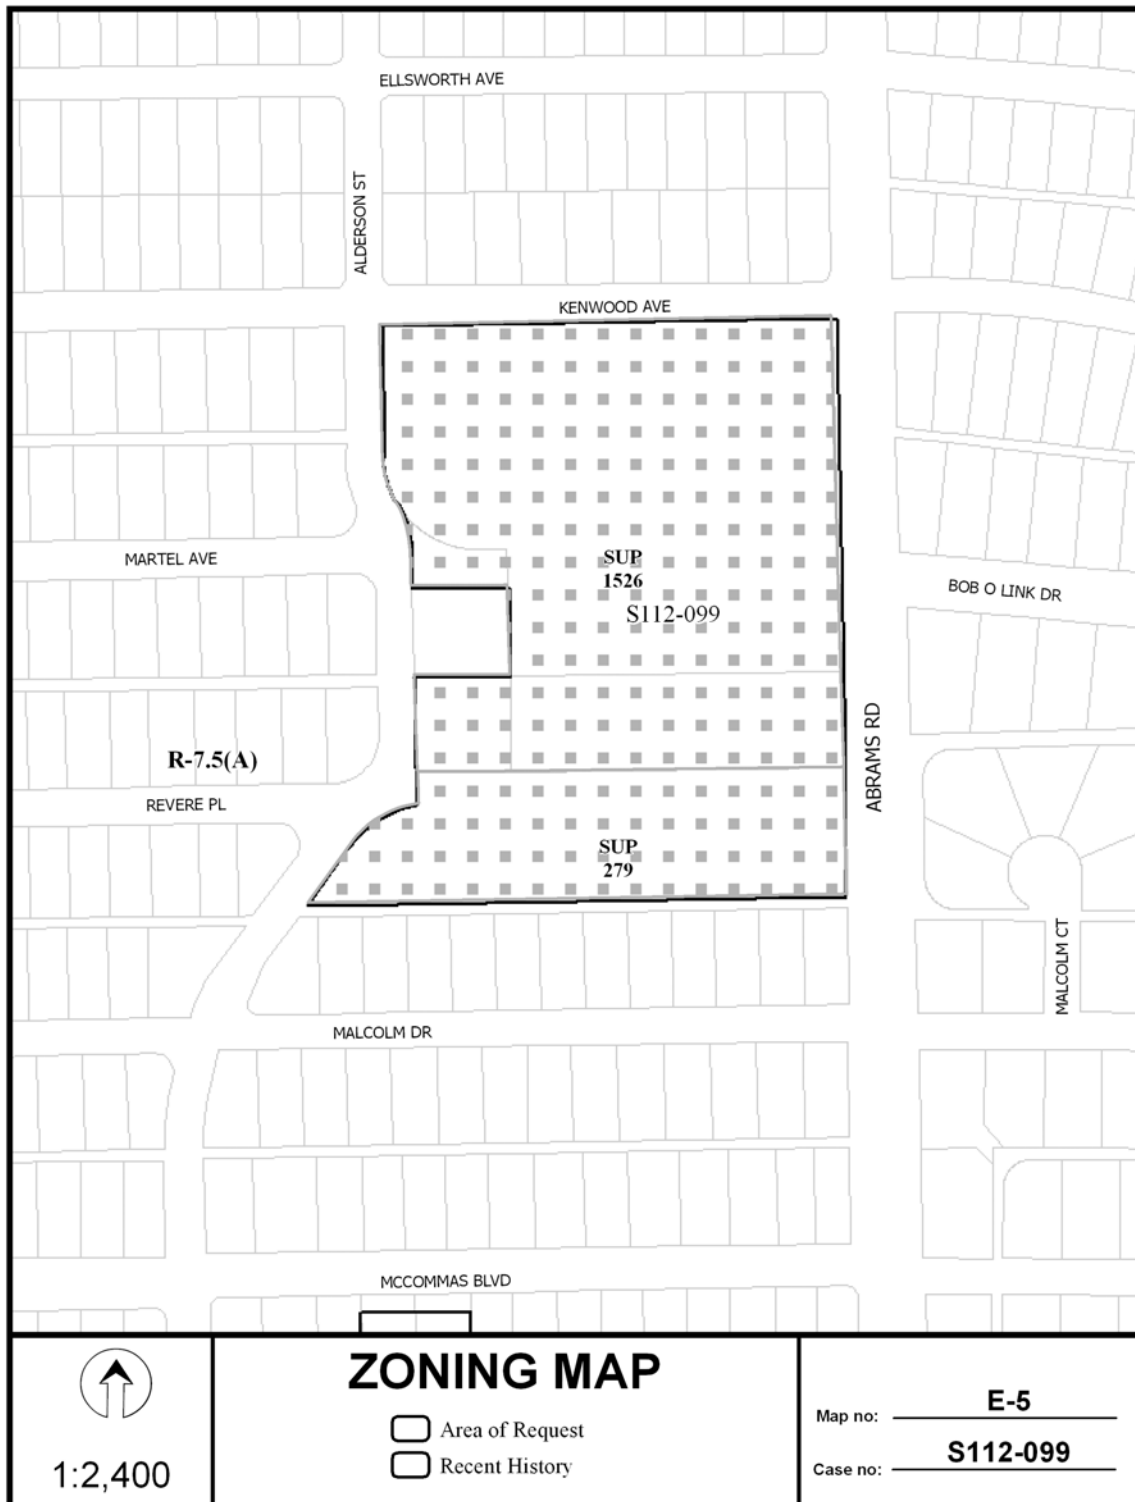 ELLSWORTH AVE
ALDERSON ST
KENWOOD AVE
MARTEL AVE
SUP
1526
S112-099
BOB O LINK DR
ABRAMS RD
R-7.5(A)
REVERE PL
SUP
279
MALCOLM CT
MALCOLM DR
MCCOMMAS BLVD
1:2,400
ZONING MAP
Area of Request
Recent History
Map no: E-5
Case no: S112-099